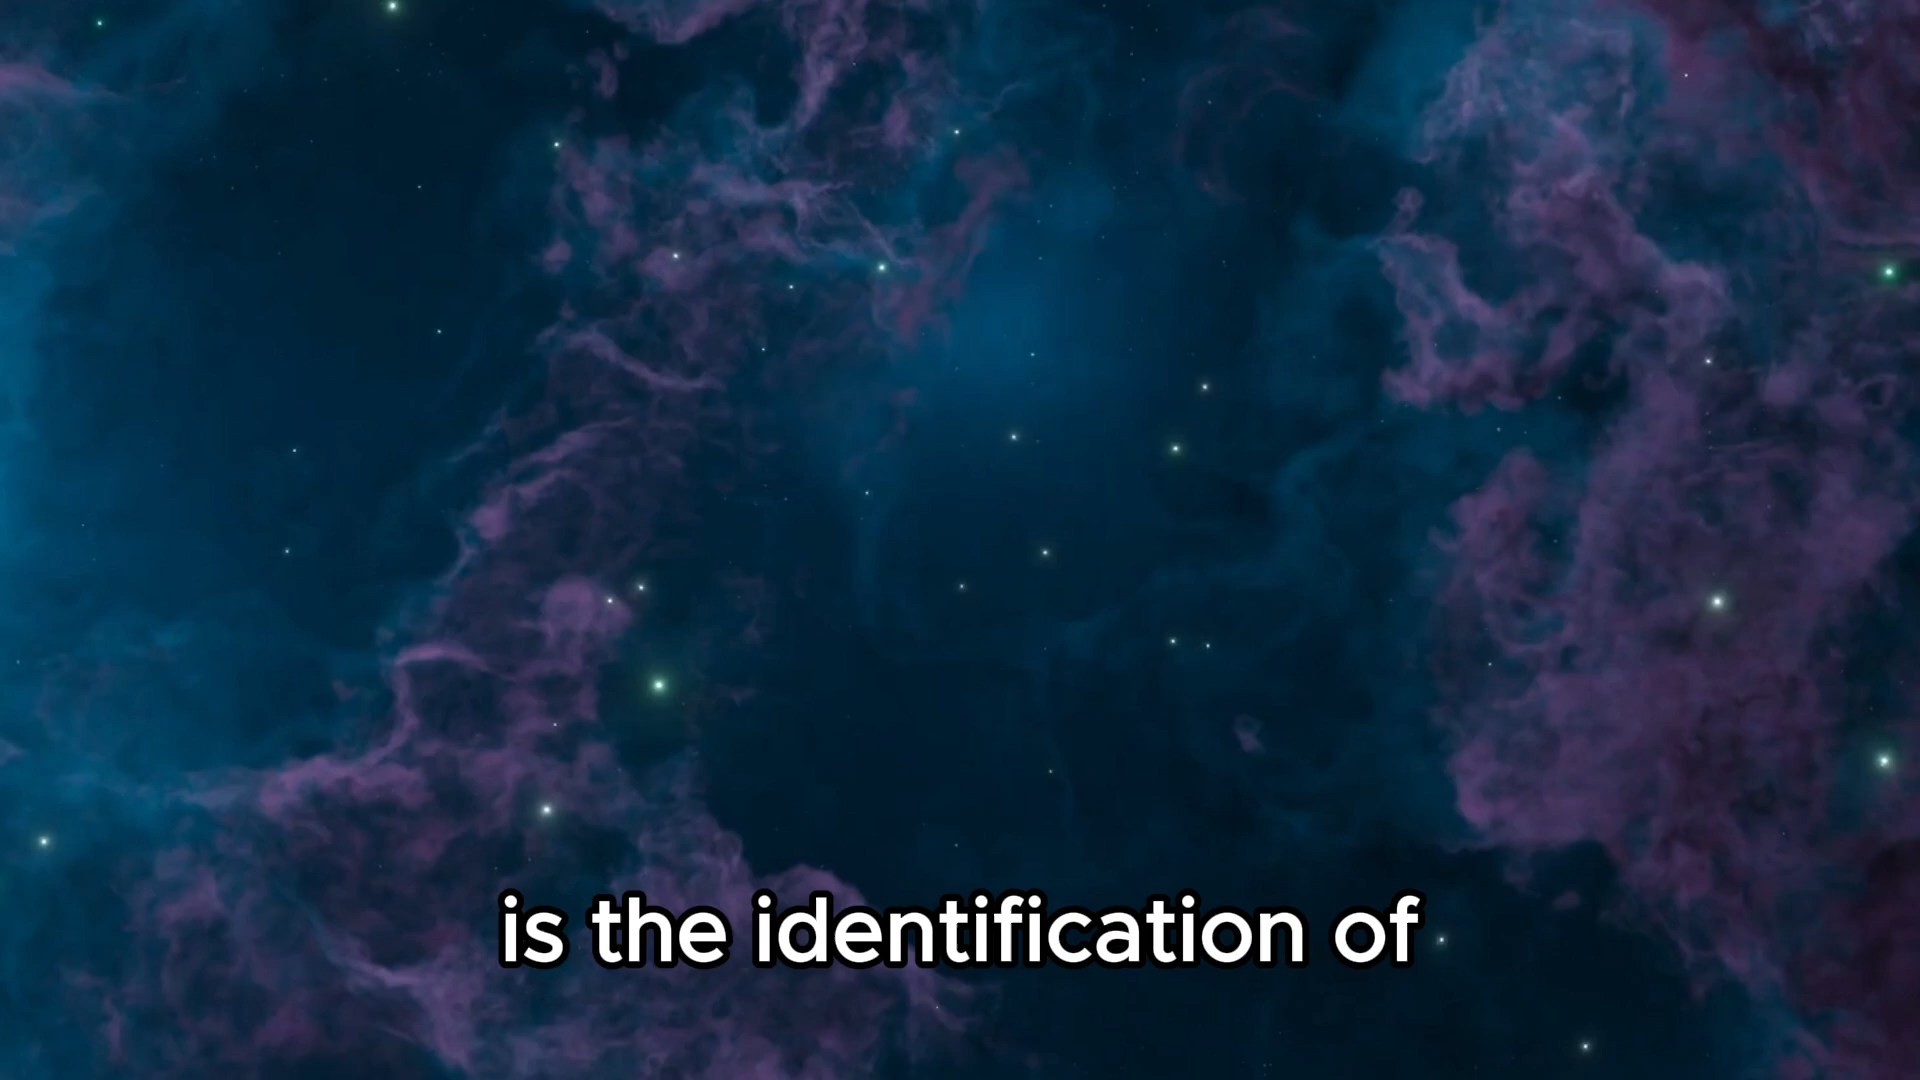 is the identification of